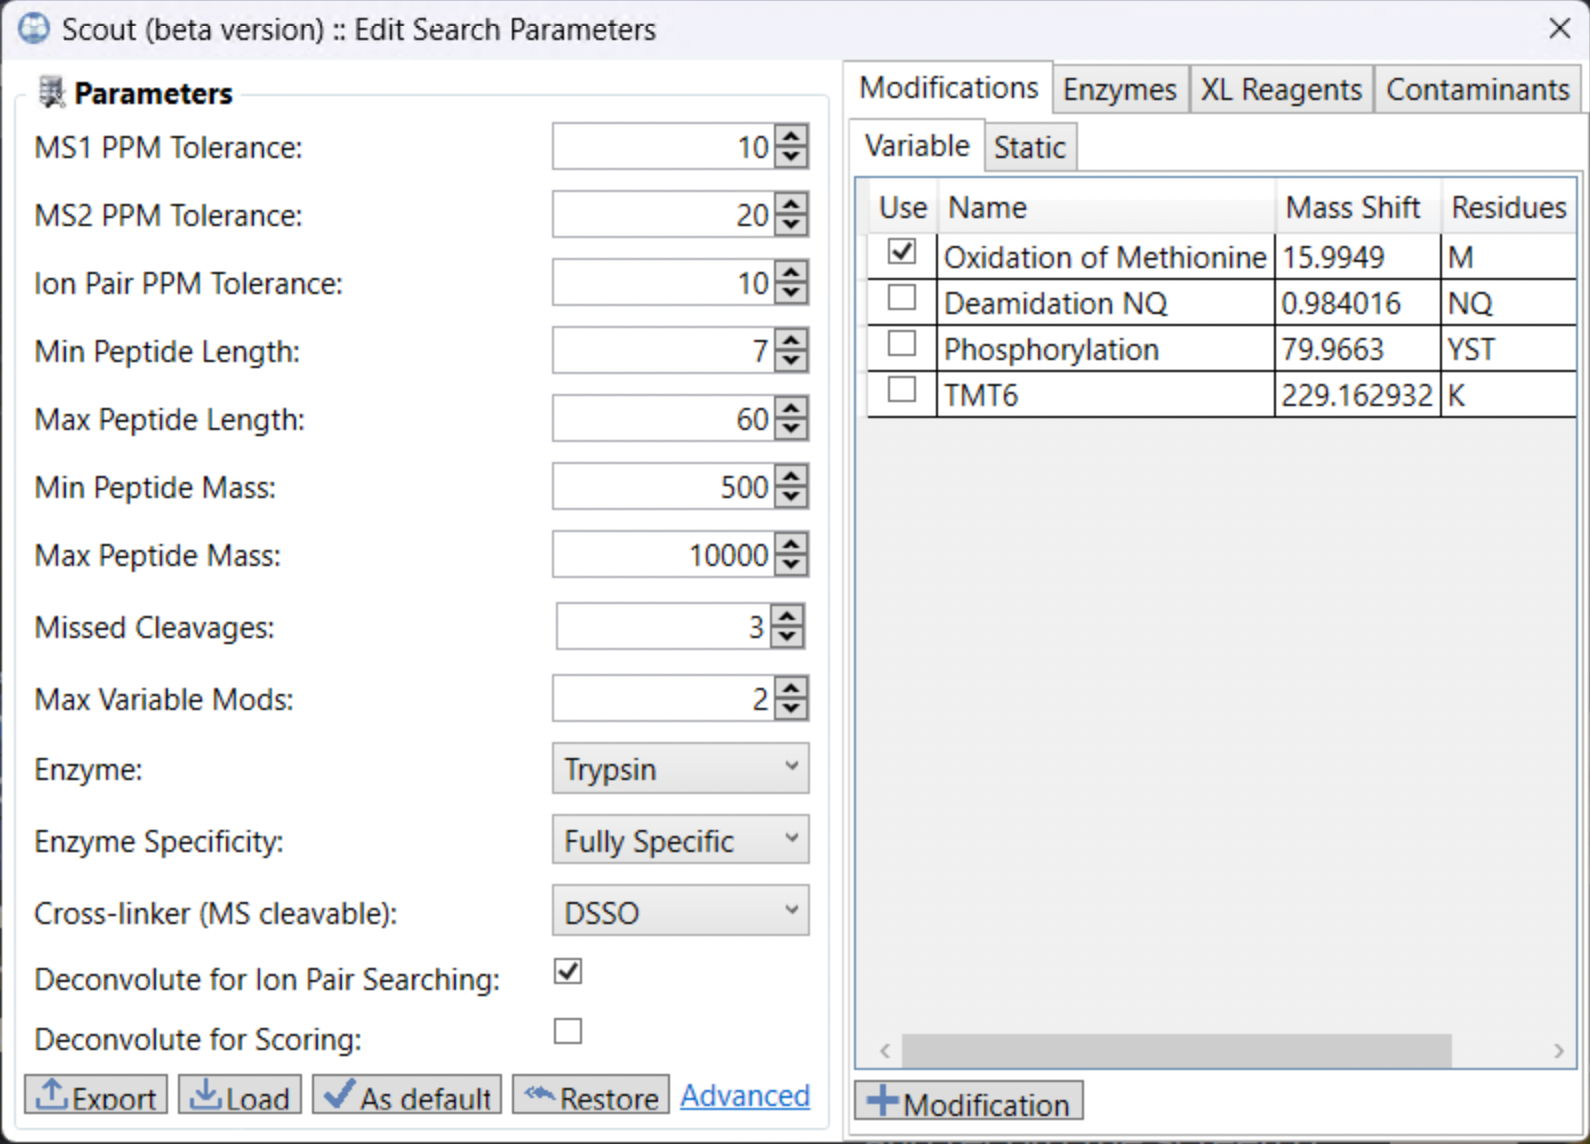 Scout (beta version) :: Edit Search Parameters
Parameters
MS1 PPM Tolerance: 10
MS2 PPM Tolerance: 20
Ion Pair PPM Tolerance: 10
Min Peptide Length: 7
Max Peptide Length: 60
Min Peptide Mass: 500
Max Peptide Mass: 10000
Missed Cleavages: 3
Max Variable Mods: 2
Enzyme: Trypsin
Enzyme Specificity: Fully Specific
Cross-linker (MS cleavable): DSSO
Deconvolute for Ion Pair Searching:
Deconvolute for Scoring:
Export Load As default Restore Advanced
Modifications Enzymes XL Reagents Contaminants
Variable Static
Use Name Mass Shift Residues
Oxidation of Methionine 15.9949 M
Deamidation NQ 0.984016 NQ
Phosphorylation 79.9663 YST
TMT6 229.162932 K
Modification